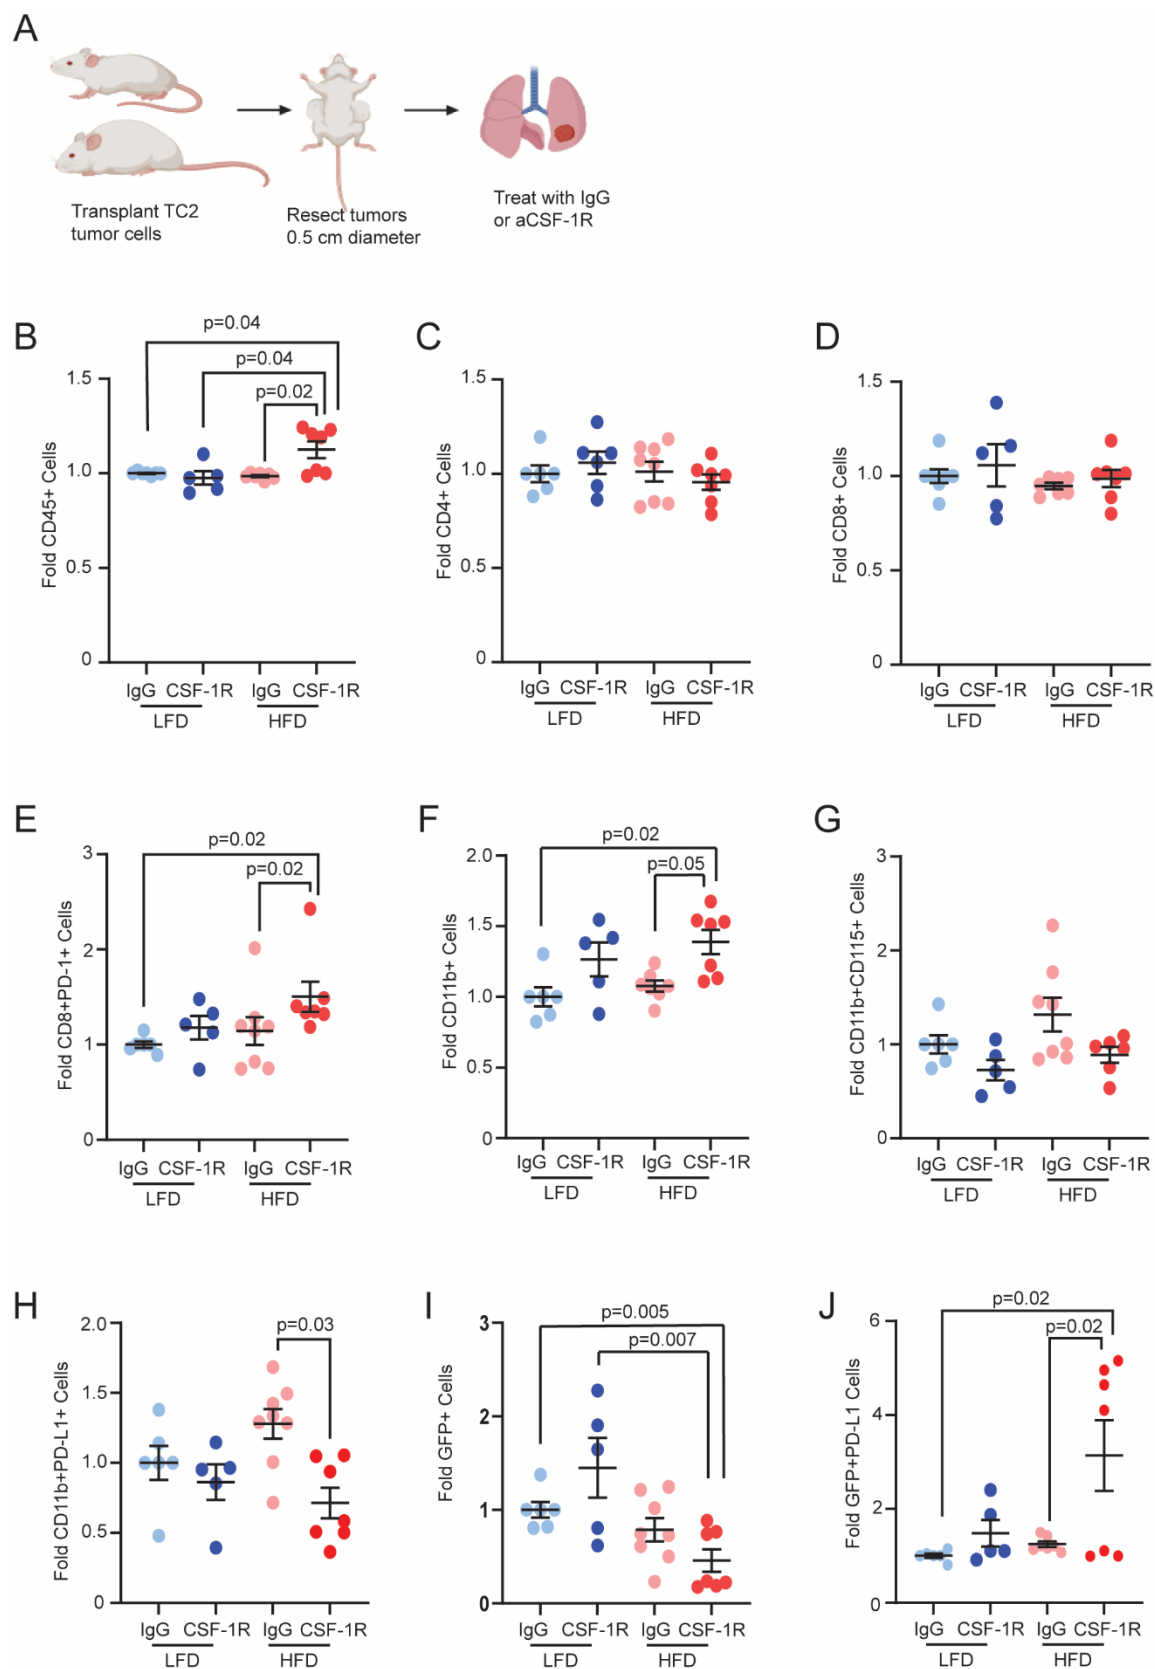 A
Transplant TC2
tumor cells
Resect tumors
0.5 cm diameter
Treat with IgG
or aCSF-1R
B
p=0.04
p=0.04
p=0.02
Fold CD45+ Cells
1.5
1.0
0.5
0
IgG CSF-1R IgG CSF-1R
LFD HFD
C
Fold CD4+ Cells
1.5
1.0
0.5
0
IgG CSF-1R IgG CSF-1R
LFD HFD
D
Fold CD8+ Cells
1.5
1.0
0.5
0
IgG CSF-1R IgG CSF-1R
LFD HFD
E
p=0.02
p=0.02
Fold CD8+PD-1+ Cells
3
2
1
0
IgG CSF-1R IgG CSF-1R
LFD HFD
F
p=0.02
p=0.05
Fold CD11b+ Cells
2.0
1.5
1.0
0.5
0
IgG CSF-1R IgG CSF-1R
LFD HFD
G
Fold CD11b+CD115+ Cells
3
2
1
0
IgG CSF-1R IgG CSF-1R
LFD HFD
H
p=0.03
Fold CD11b+PD-L1+ Cells
2.0
1.5
1.0
0.5
0
IgG CSF-1R IgG CSF-1R
LFD HFD
I
p=0.005
p=0.007
Fold GFP+ Cells
3
2
1
0
IgG CSF-1R IgG CSF-1R
LFD HFD
J
p=0.02
p=0.02
Fold GFP+PD-L1 Cells
6
4
2
0
IgG CSF-1R IgG CSF-1R
LFD HFD